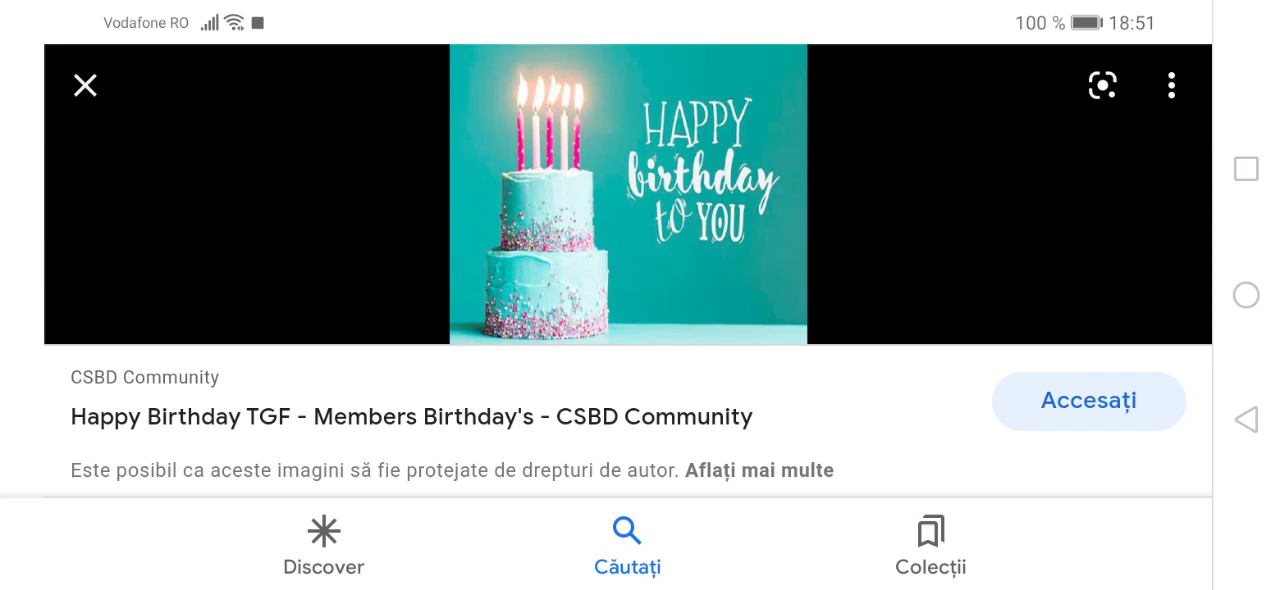 Vodafone RO
100 % 18:51
HAPPY
birthday
to YOU
CSBD Community
Happy Birthday TGF - Members Birthday's - CSBD Community
Accesați
Este posibil ca aceste imagini să fie protejate de drepturi de autor. Aflați mai multe
Discover
Căutați
Colecții